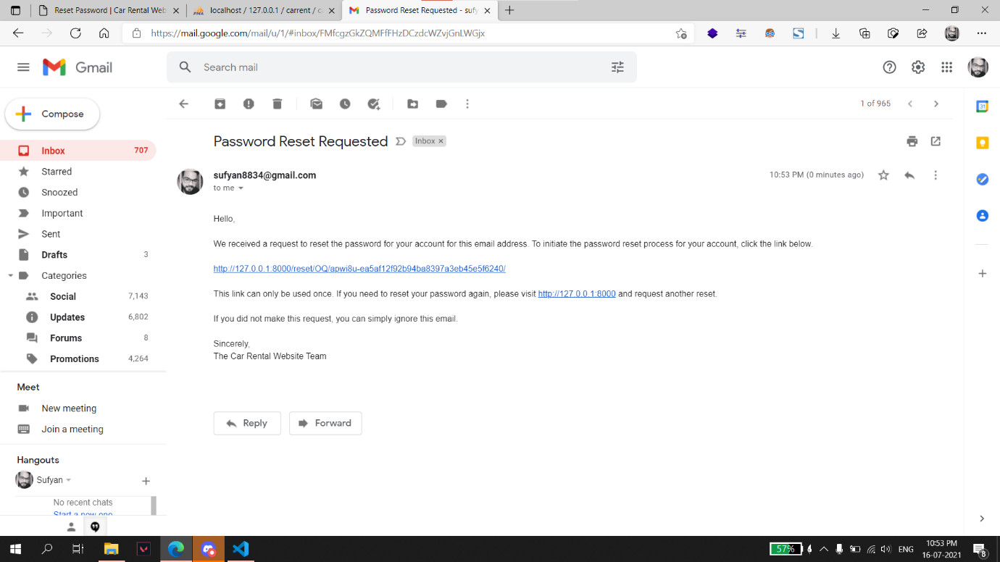 Reset Password | Car Rental Web
localhost / 127.0.0.1 / carrent / ca
Password Reset Requested - sufy
https://mail.google.com/mail/u/1/#inbox/FMfcgzGkZQMFfFHzDCzdcWZvjGnLWGjx
Gmail
Search mail
Compose
1 of 965
Password Reset Requested
Inbox ×
Inbox 707
sufyan8834@gmail.com
10:53 PM (0 minutes ago)
to me
Starred
Snoozed
Important
Sent
Drafts 3
Categories
Social 7,143
Updates 6,802
Forums 8
Promotions 4,264
Hello,
We received a request to reset the password for your account for this email address. To initiate the password reset process for your account, click the link below.
http://127.0.0.1:8000/reset/OQ/apwi8u-ea5af12f92b94ba8397a3eb45e5f6240/
This link can only be used once. If you need to reset your password again, please visit http://127.0.0.1:8000 and request another reset.
If you did not make this request, you can simply ignore this email.
Sincerely,
The Car Rental Website Team
Reply
Forward
Meet
New meeting
Join a meeting
Hangouts
Sufyan
No recent chats
Start a new one
31
57%
ENG
10:53 PM
16-07-2021
8